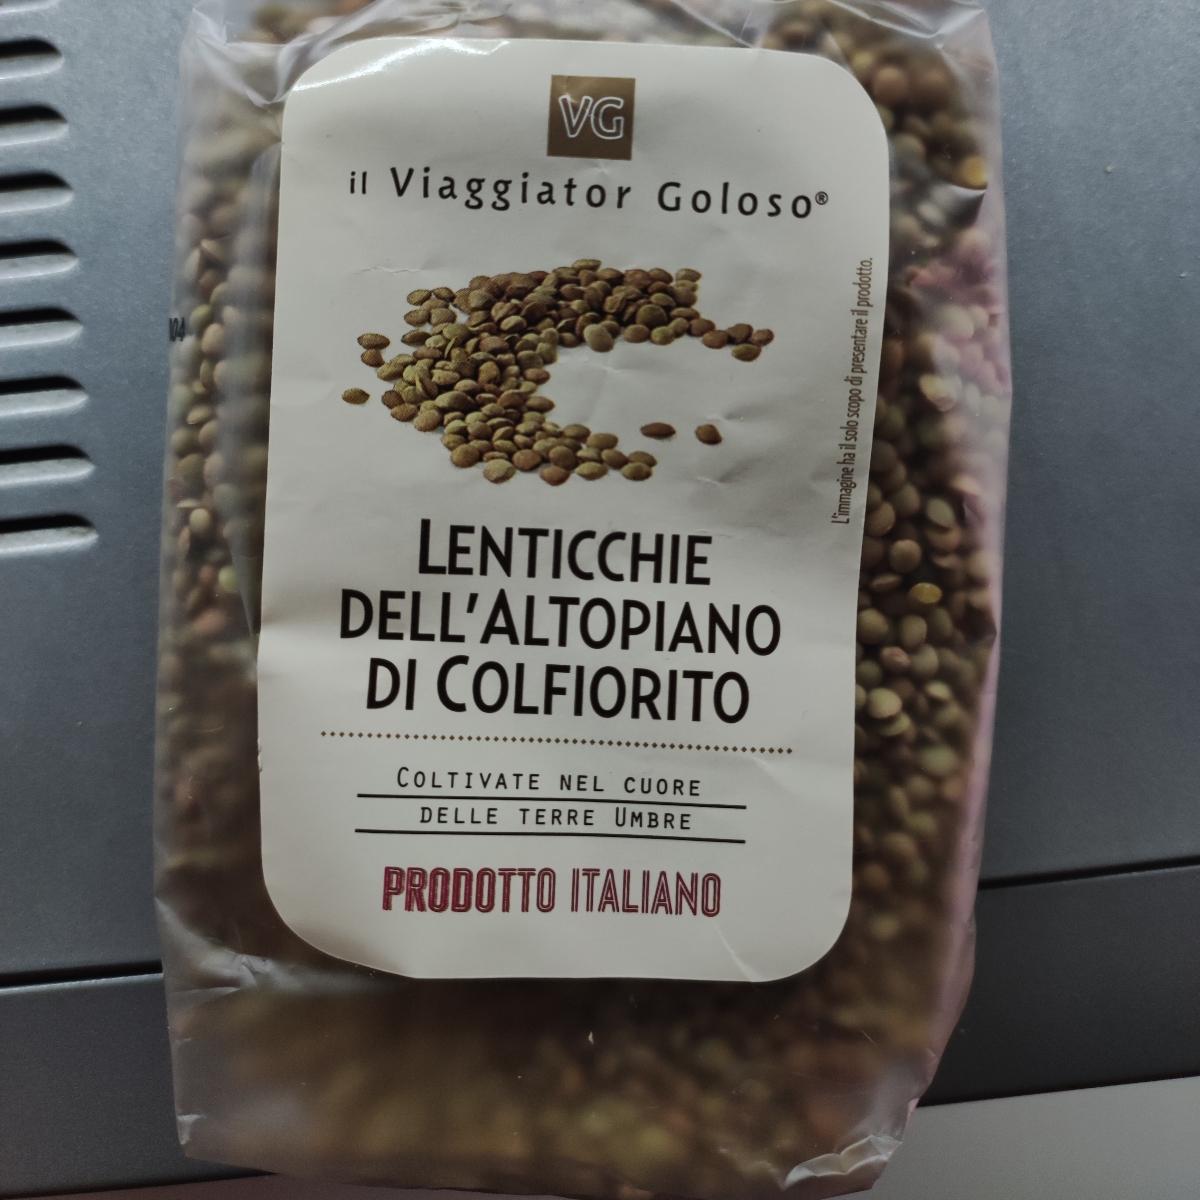 VG
il Viaggiator Goloso®
L'immagine ha il solo scopo di presentare il prodotto.
LENTICCHIE
DELL'ALTOPIANO
DI COLFIORITO
COLTIVATE NEL CUORE
DELLE TERRE UMBRE
PRODOTTO ITALIANO